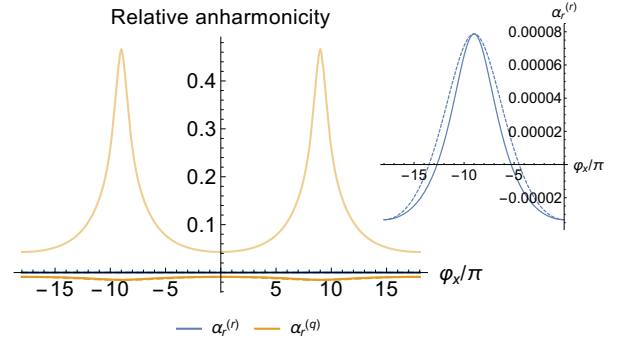 Relative anharmonicity
0.4
0.3
0.2
0.1
−15 −10 −5 5 10 15
φx/π
αr(r)
0.00008
0.00006
0.00004
0.00002
−15 −10 −5
φx/π
−0.00002
αr(r) αr(q)